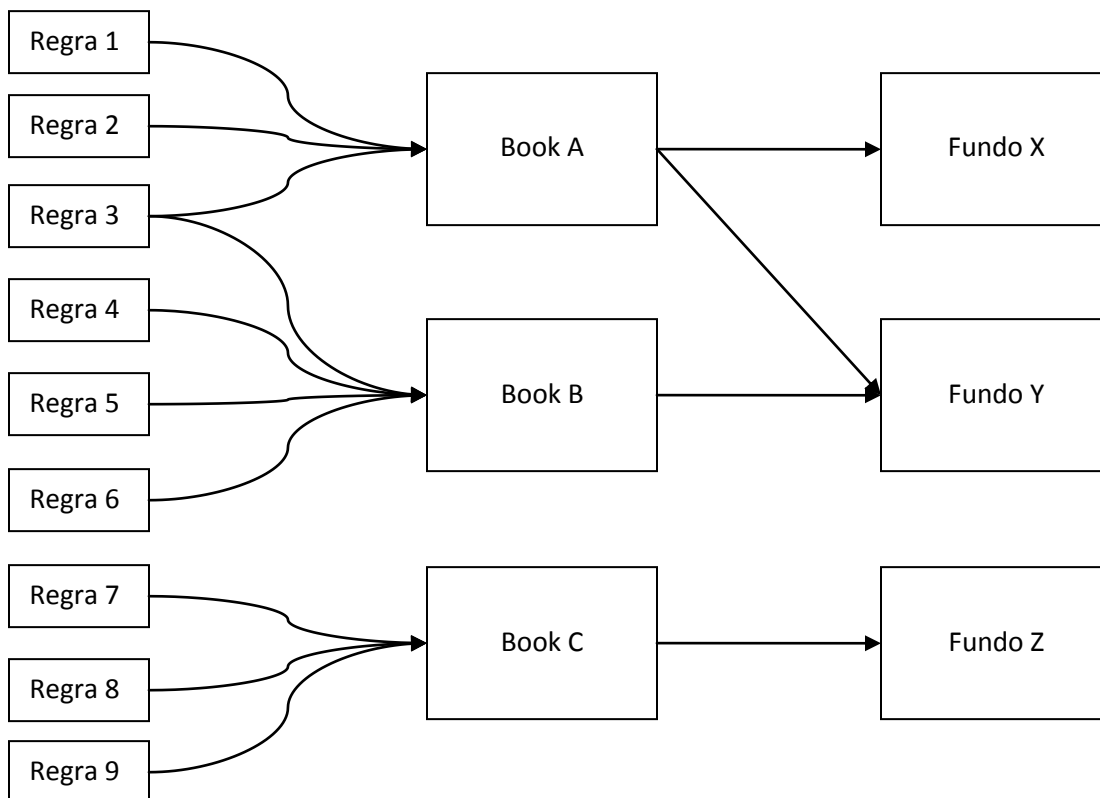 Regra 1
Regra 2
Regra 3
Regra 4
Regra 5
Regra 6
Regra 7
Regra 8
Regra 9
Book A
Book B
Book C
Fundo X
Fundo Y
Fundo Z